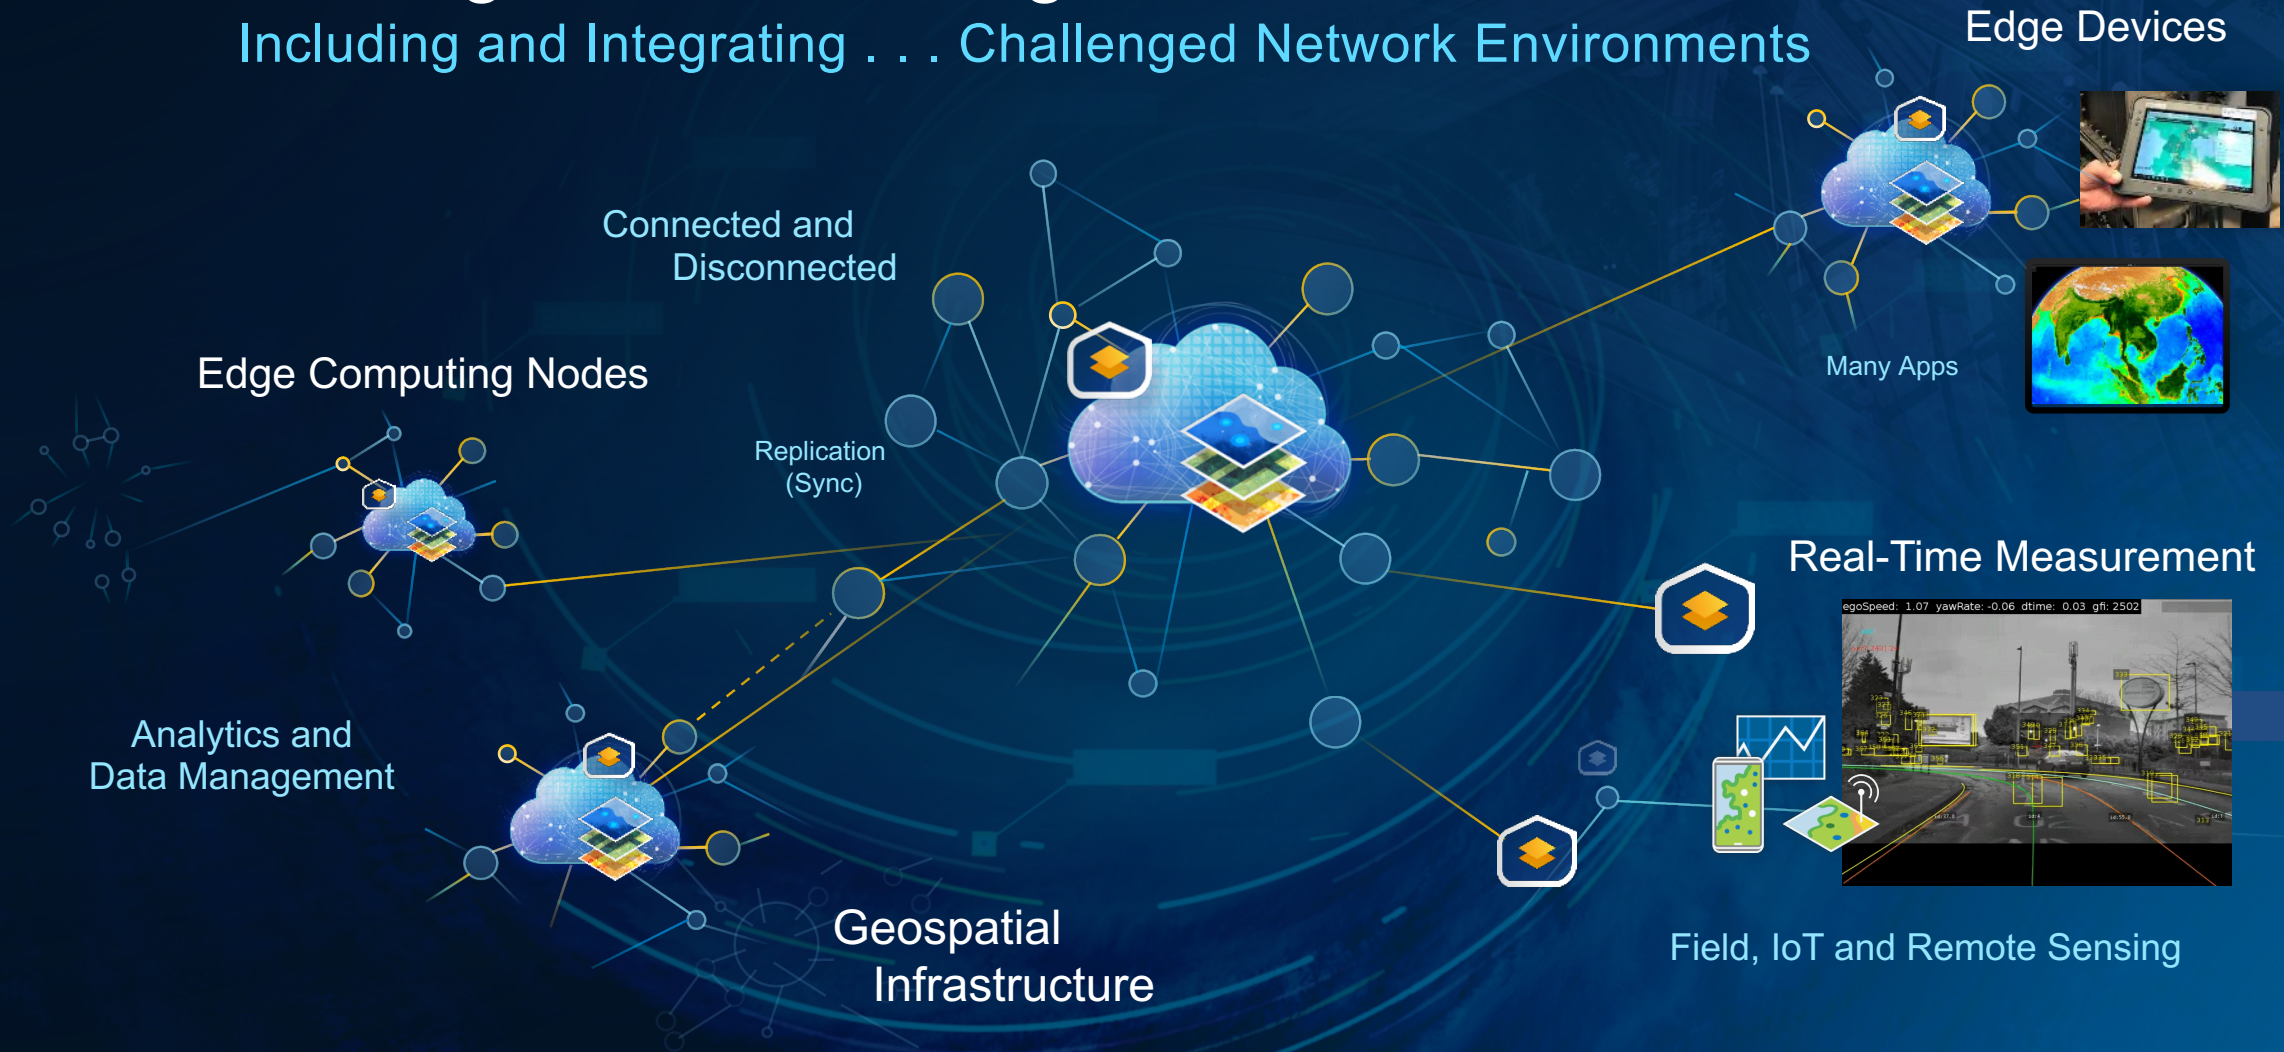 Including and Integrating . . . Challenged Network Environments
Edge Devices
Connected and
Disconnected
Many Apps
Edge Computing Nodes
Replication
(Sync)
Real-Time Measurement
egoSpeed: 1.07 yawRate: -0.06 dtime: 0.03 gfi: 2502
333
Analytics and
Data Management
Geospatial
Infrastructure
Field, IoT and Remote Sensing